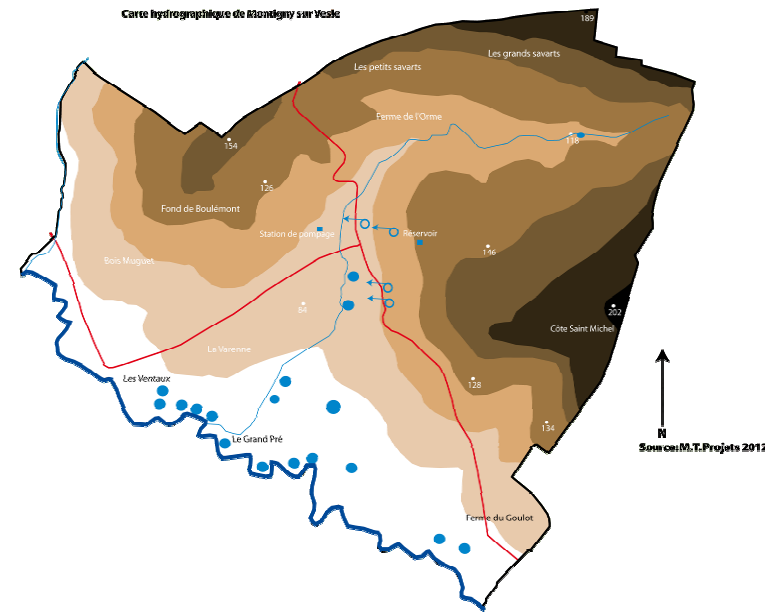 Carte hydrographique de Montigny sur Vesle
189
Les grands savarts
Les petits savarts
Ferme de l'Orme
118
154
126
Fond de Boulémont
Station de pompage
Réservoir
146
Bois Muguet
84
202
Côte Saint Michel
Le Varenne
Les Ventaux
128
134
Le Grand Pré
N
Source:M.T.Projets 2012
Ferme du Goulot